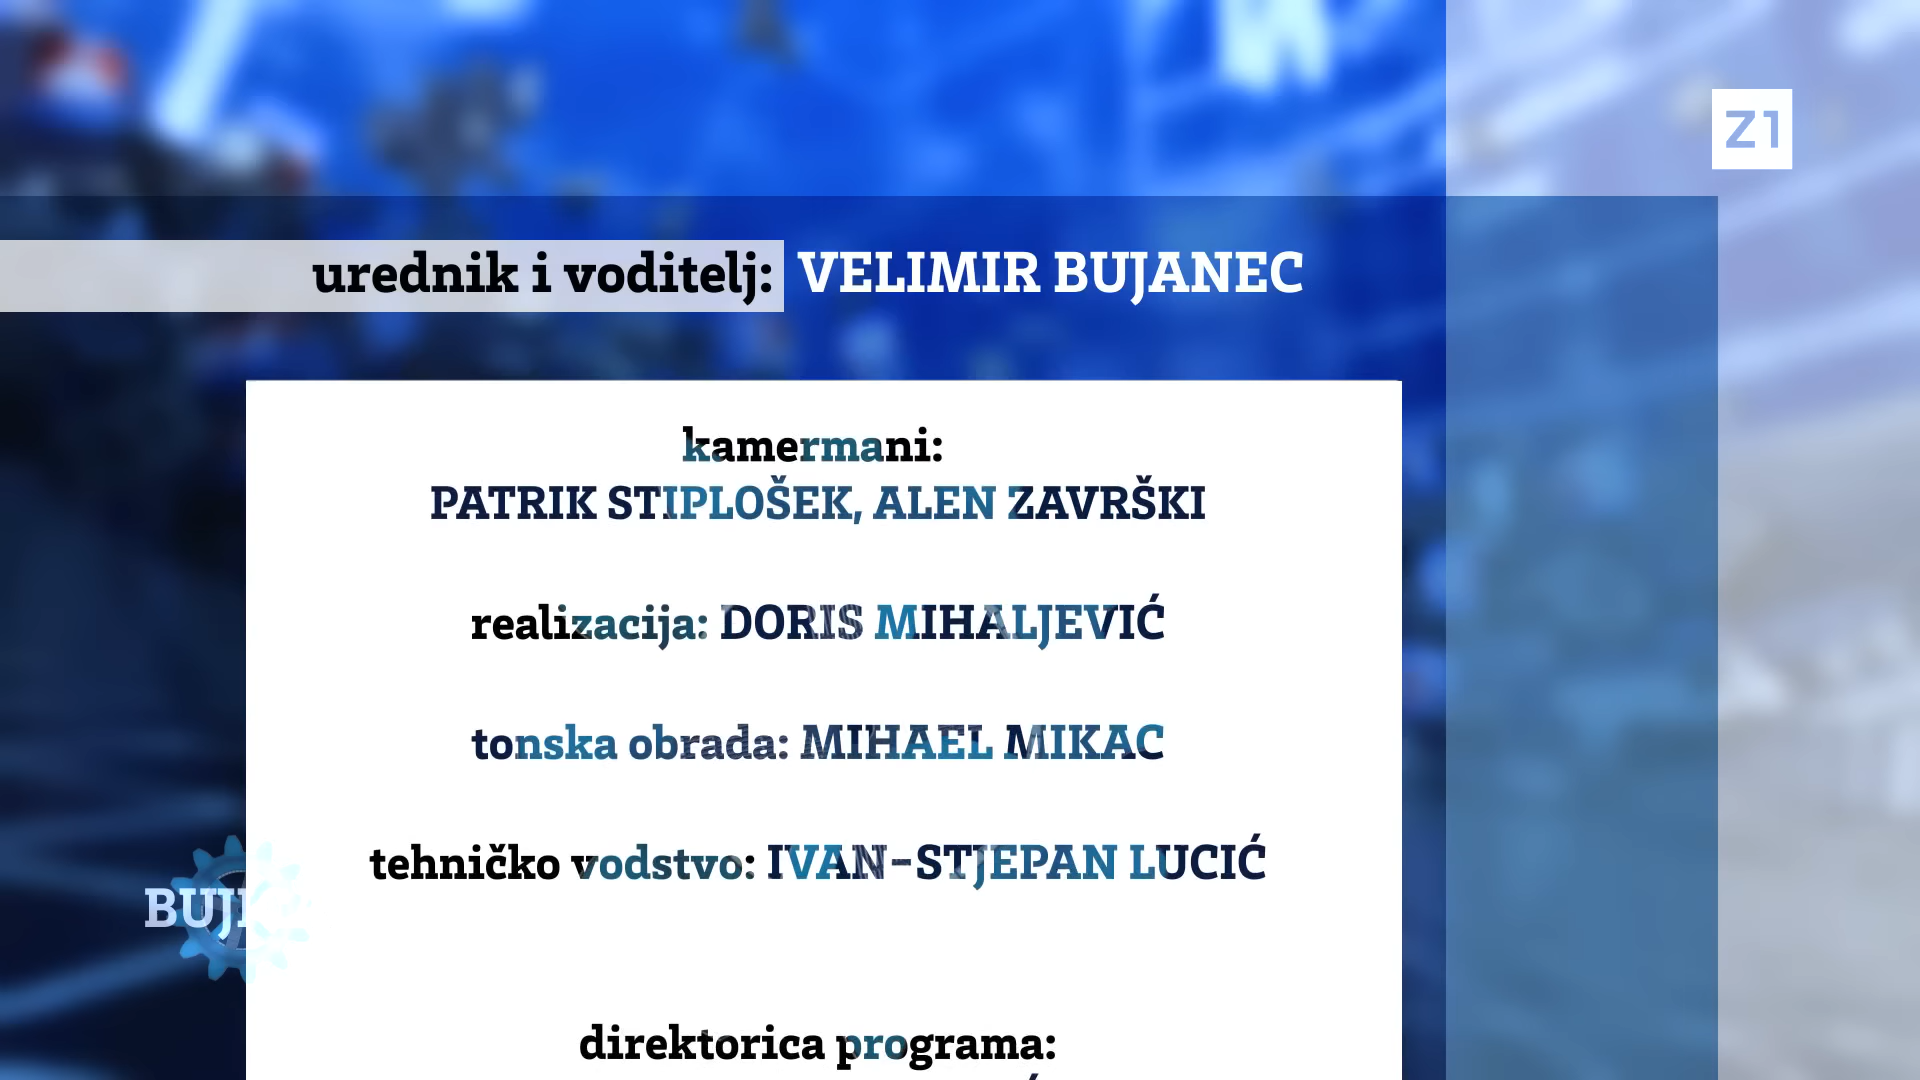 Z1
urednik i voditelj: VELIMIR BUJANEC
kamermani:
PATRIK STIPLOŠEK, ALEN ZAVRŠKI
realizacija: DORIS MIHALJEVIĆ
tonska obrada: MIHAEL MIKAC
tehničko vodstvo: IVAN-STJEPAN LUCIĆ
direktorica programa: